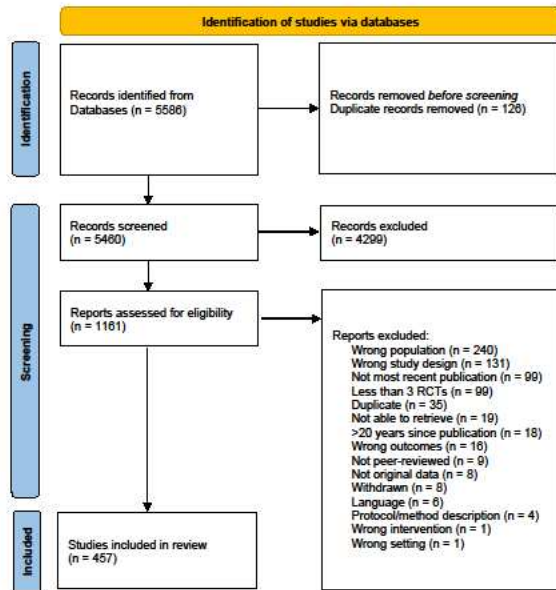 Identification of studies via databases
Identification
Records identified from
Databases (n = 5586)
Records removed before screening
Duplicate records removed (n = 126)
Screening
Records screened
(n = 5460)
Records excluded
(n = 4299)
Reports assessed for eligibility
(n = 1161)
Reports excluded:
Wrong population (n = 240)
Wrong study design (n = 131)
Not most recent publication (n = 99)
Less than 3 RCTs (n = 99)
Duplicate (n = 35)
Not able to retrieve (n = 19)
>20 years since publication (n = 18)
Wrong outcomes (n = 16)
Not peer-reviewed (n = 9)
Not original data (n = 8)
Withdrawn (n = 8)
Language (n = 6)
Protocol/method description (n = 4)
Wrong intervention (n = 1)
Wrong setting (n = 1)
Included
Studies included in review
(n = 457)